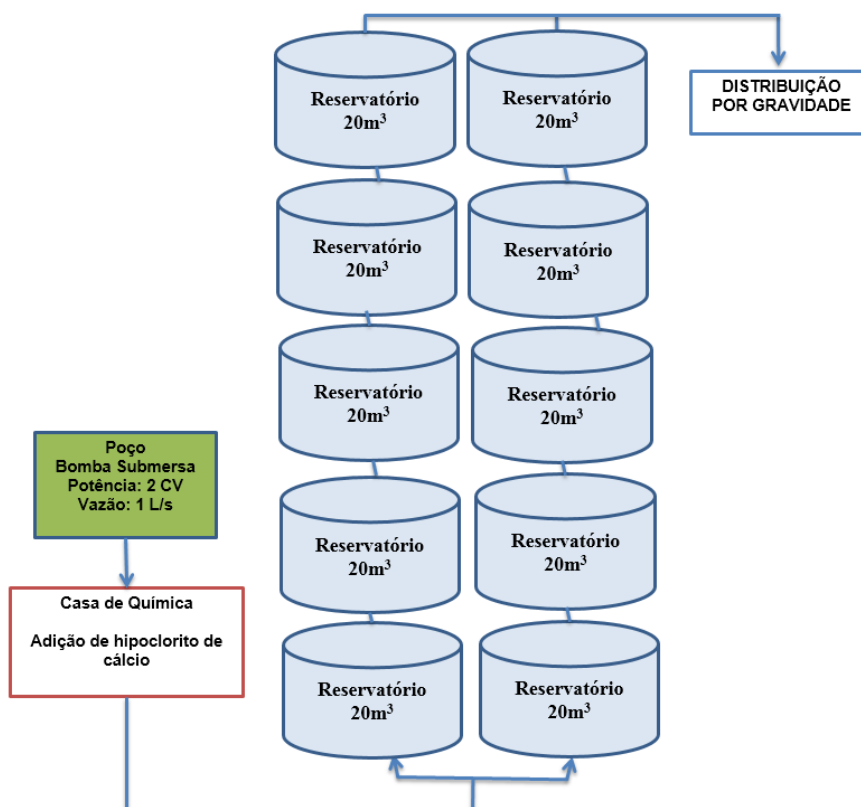 Reservatório
20m³
Reservatório
20m³
DISTRIBUIÇÃO
POR GRAVIDADE
Reservatório
20m³
Reservatório
20m³
Reservatório
20m³
Reservatório
20m³
Poço
Bomba Submersa
Potência: 2 CV
Vazão: 1 L/s
Reservatório
20m³
Reservatório
20m³
Casa de Química
Adição de hipoclorito de
cálcio
Reservatório
20m³
Reservatório
20m³